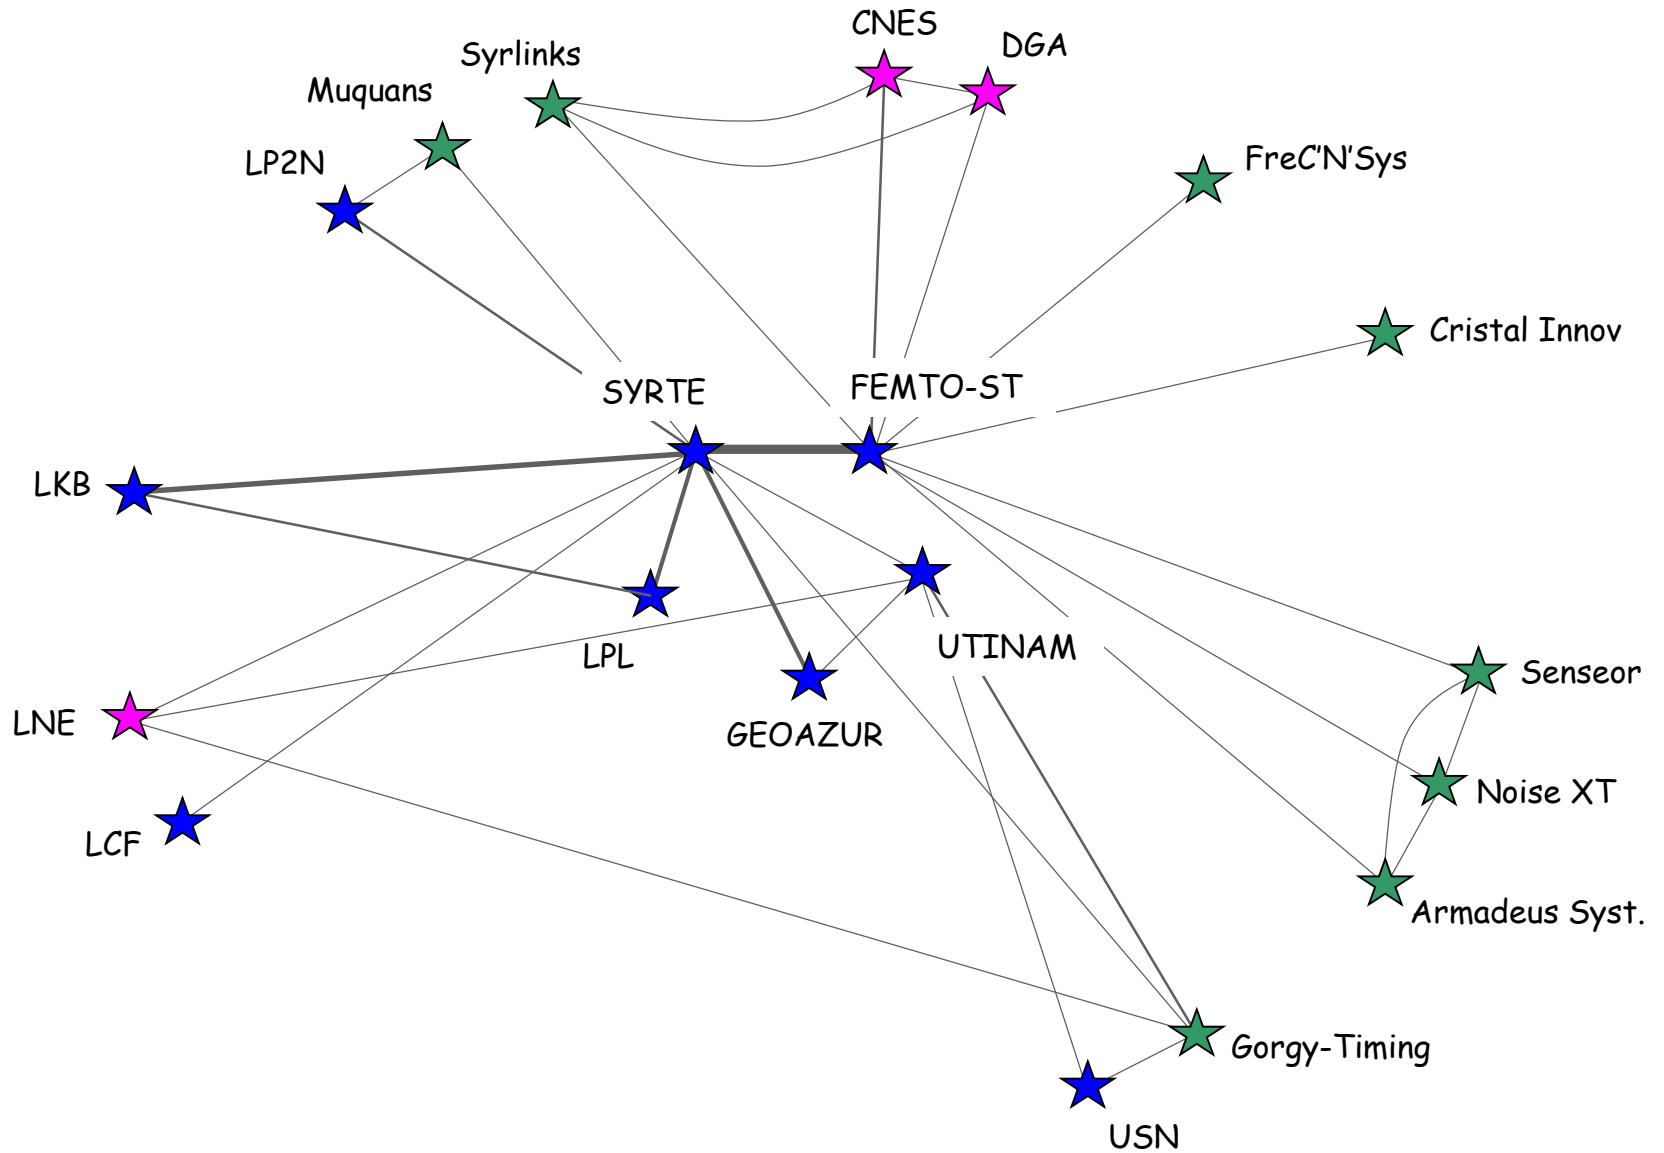 CNES
DGA
Syrlinks
Muquans
LP2N
FreC'N'Sys
Cristal Innov
SYRTE
FEMTO-ST
LKB
LPL
UTINAM
Senseor
LNE
GEOAZUR
Noise XT
LCF
Armadeus Syst.
Gorgy-Timing
USN